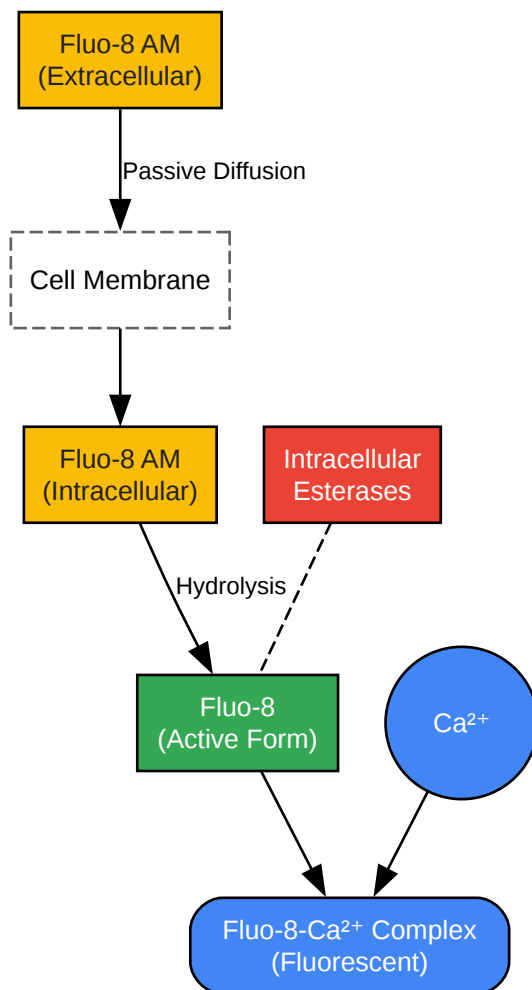 Fluo-8 AM
(Extracellular)
Passive Diffusion
Cell Membrane
Fluo-8 AM
(Intracellular)
Intracellular
Esterases
Hydrolysis
Fluo-8
(Active Form)
Ca²⁺
Fluo-8-Ca²⁺ Complex
(Fluorescent)